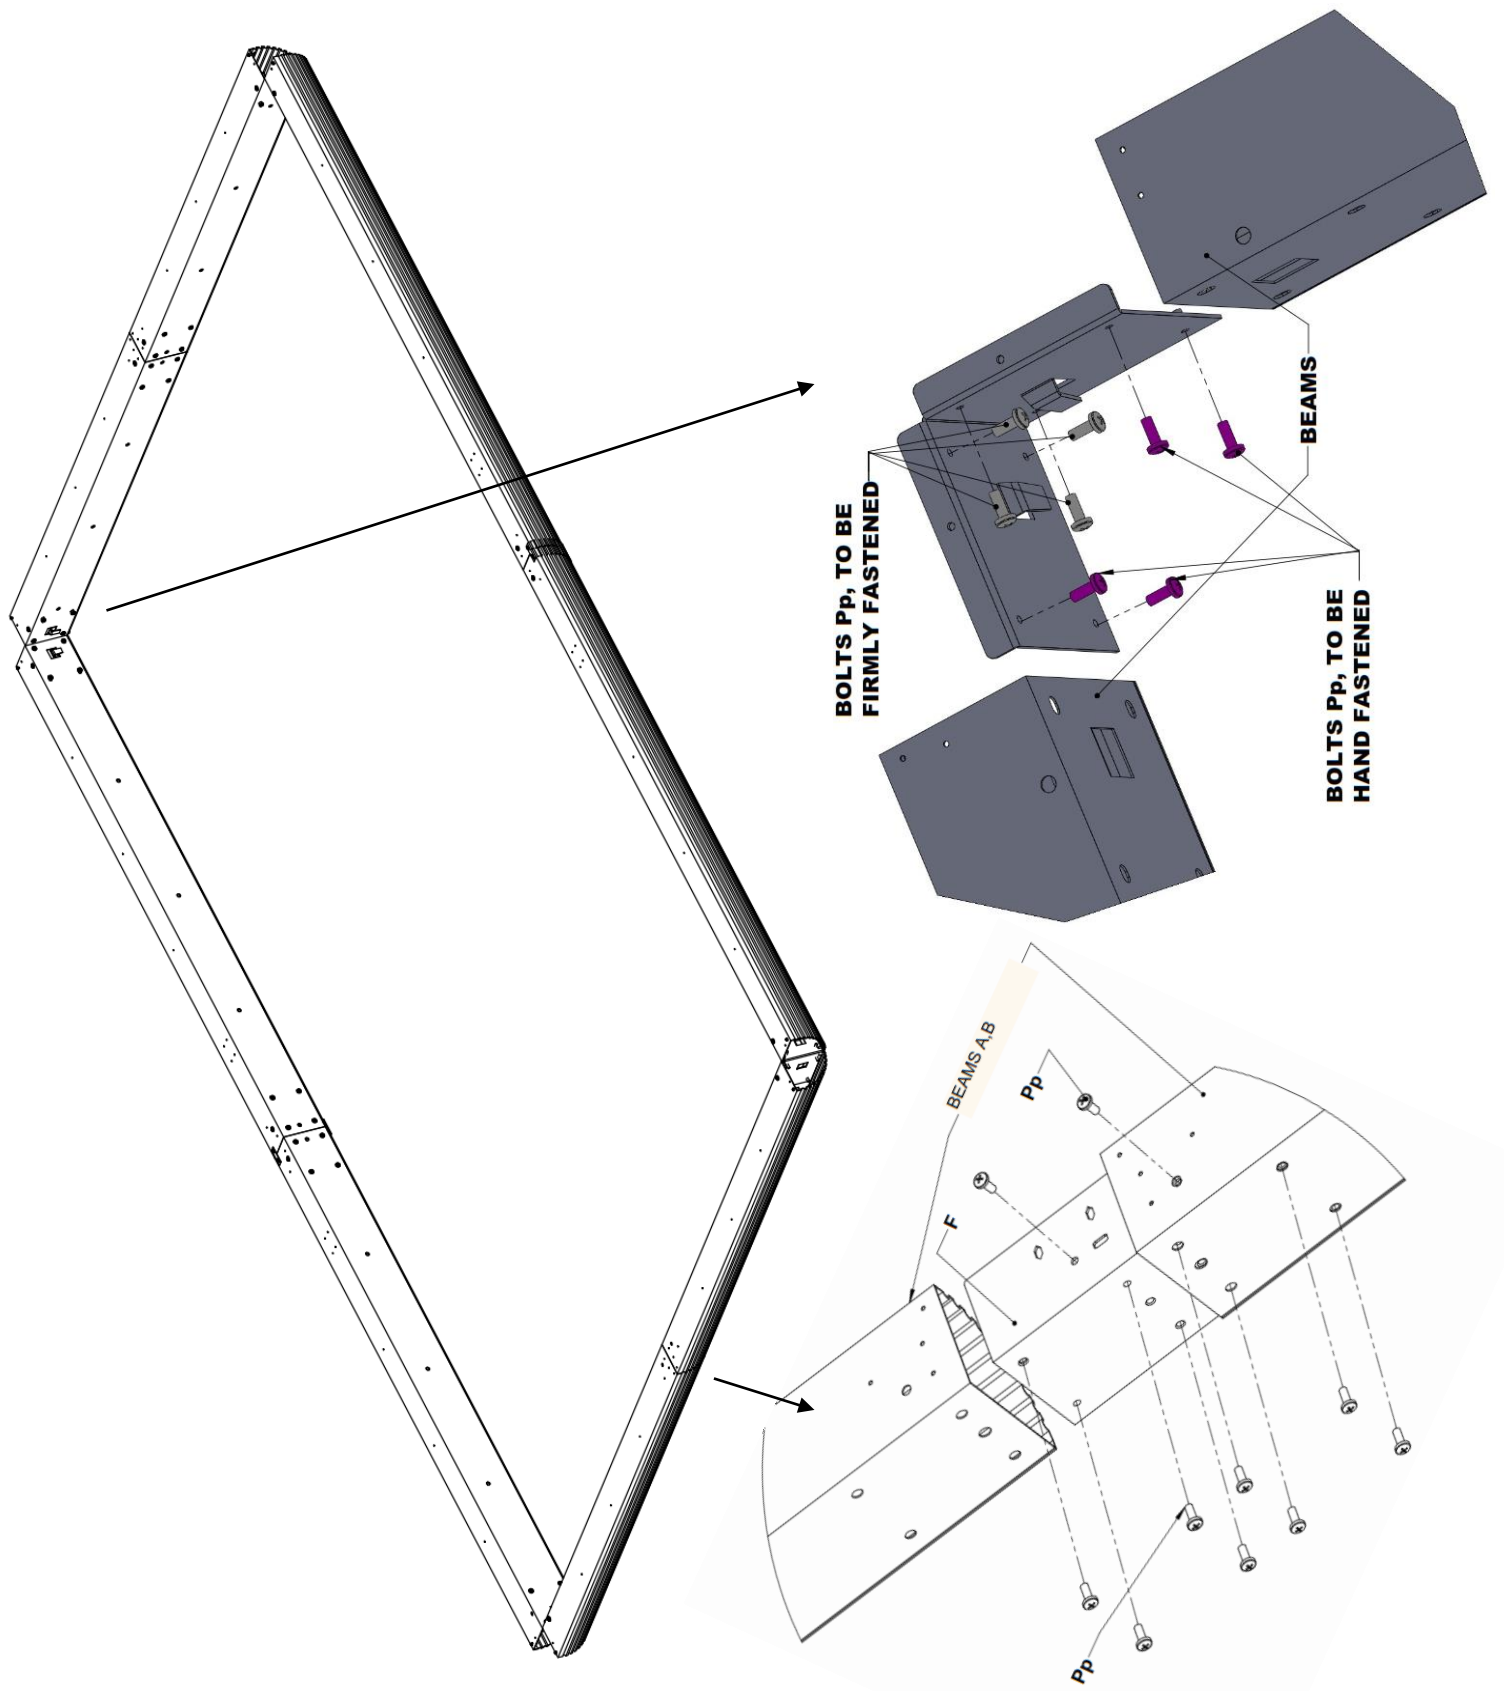 BOLTS Pp, TO BE
FIRMLY FASTENED
BEAMS
BOLTS Pp, TO BE
HAND FASTENED
BEAMS A,B
Pp
F
Pp